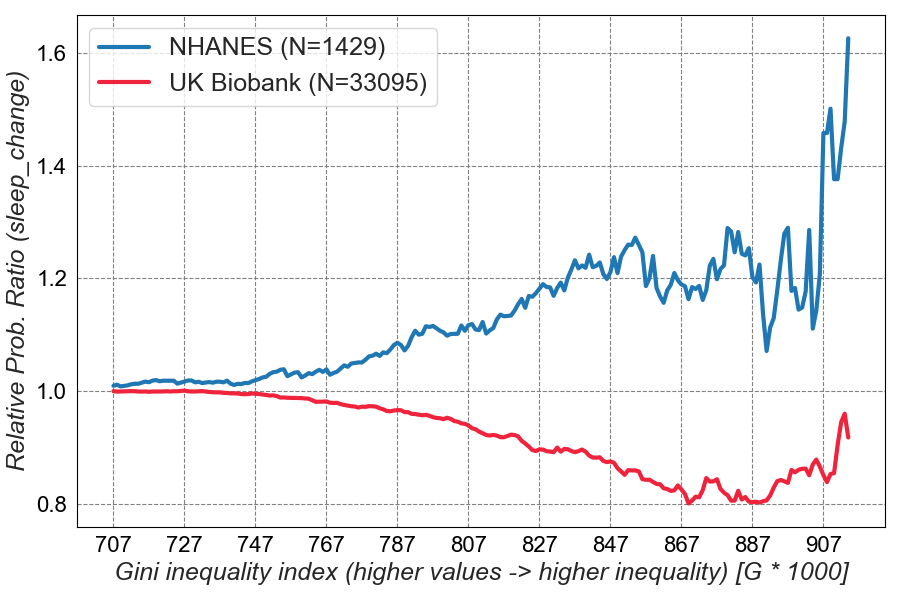 NHANES (N=1429)
UK Biobank (N=33095)
Relative Prob. Ratio (sleep_change)
1.6
1.4
1.2
1.0
0.8
707 727 747 767 787 807 827 847 867 887 907
Gini inequality index (higher values -> higher inequality) [G * 1000]